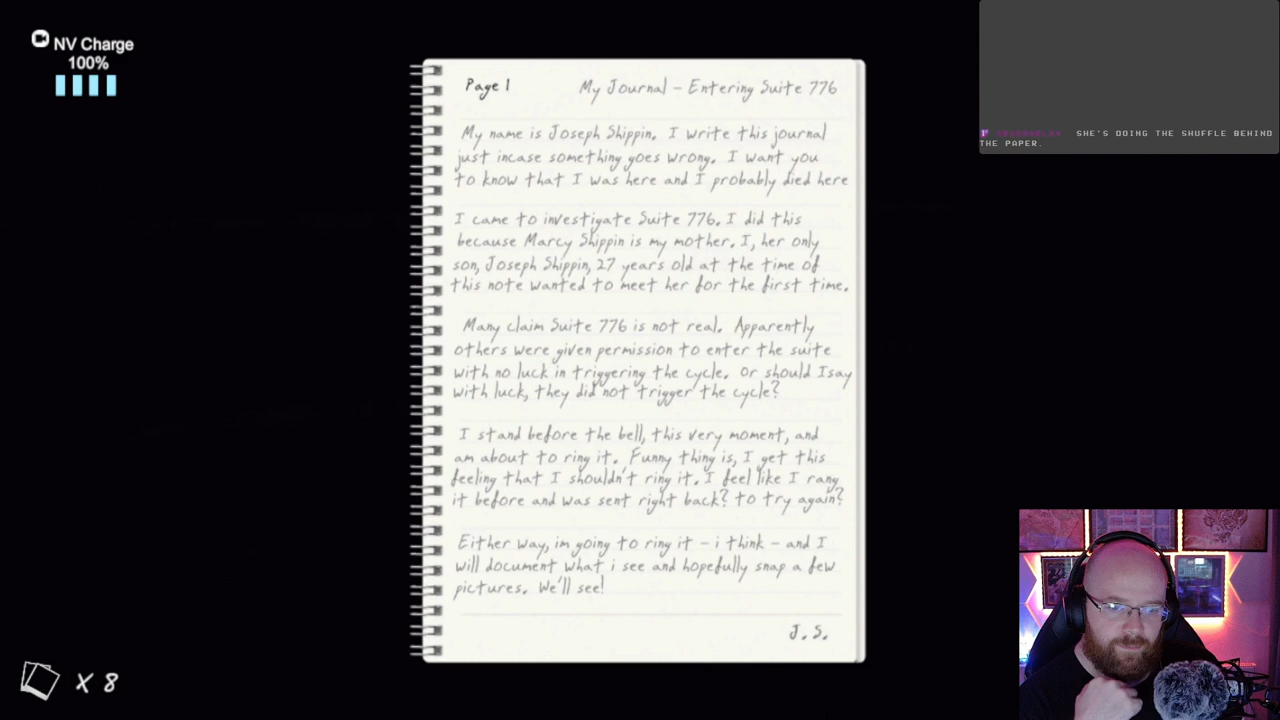 NV Charge
100%
Page 1
My Journal - Entering Suite 776
My name is Joseph Shippin. I write this journal
just incase something goes wrong. I want you
to know that I was here and I probably died here
I came to investigate Suite 776. I did this
because Marcy Shippin is my mother. I, her only
son, Joseph Shippin, 27 years old at the time of
this note wanted to meet her for the first time.
Many claim Suite 776 is not real. Apparently
others were given permission to enter the suite
with no luck in triggering the cycle. Or should I say
with luck, they did not trigger the cycle?
I stand before the bell, this very moment, and
am about to ring it. Funny thing is, I get this
feeling that I shouldn't ring it. I feel like I rang
it before and was sent right back? to try again?
Either way, im going to ring it - i think - and I
will document what i see and hopefully snap a few
pictures. We'll see!
J.S.
X 8
SHE'S DOING THE SHUFFLE BEHIND
THE PAPER.